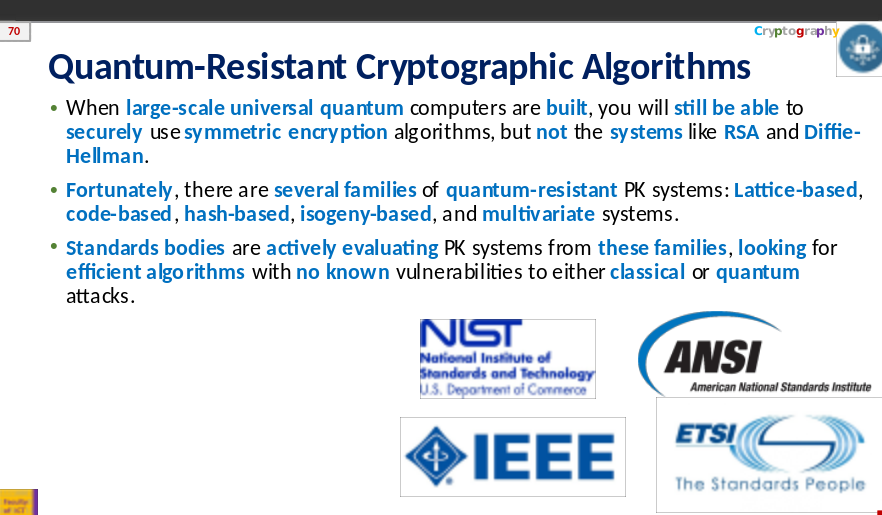 70
Cryptography
Quantum-Resistant Cryptographic Algorithms
• When large-scale universal quantum computers are built, you will still be able to
securely use symmetric encryption algorithms, but not the systems like RSA and Diffie-
Hellman.
• Fortunately, there are several families of quantum-resistant PK systems: Lattice-based,
code-based, hash-based, isogeny-based, and multivariate systems.
• Standards bodies are actively evaluating PK systems from these families, looking for
efficient algorithms with no known vulnerabilities to either classical or quantum
attacks.
NIST
National Institute of
Standards and Technology
U.S. Department of Commerce
ANSI
American National Standards Institute
IEEE
ETSI
The Standards People
Faculty
of ICT